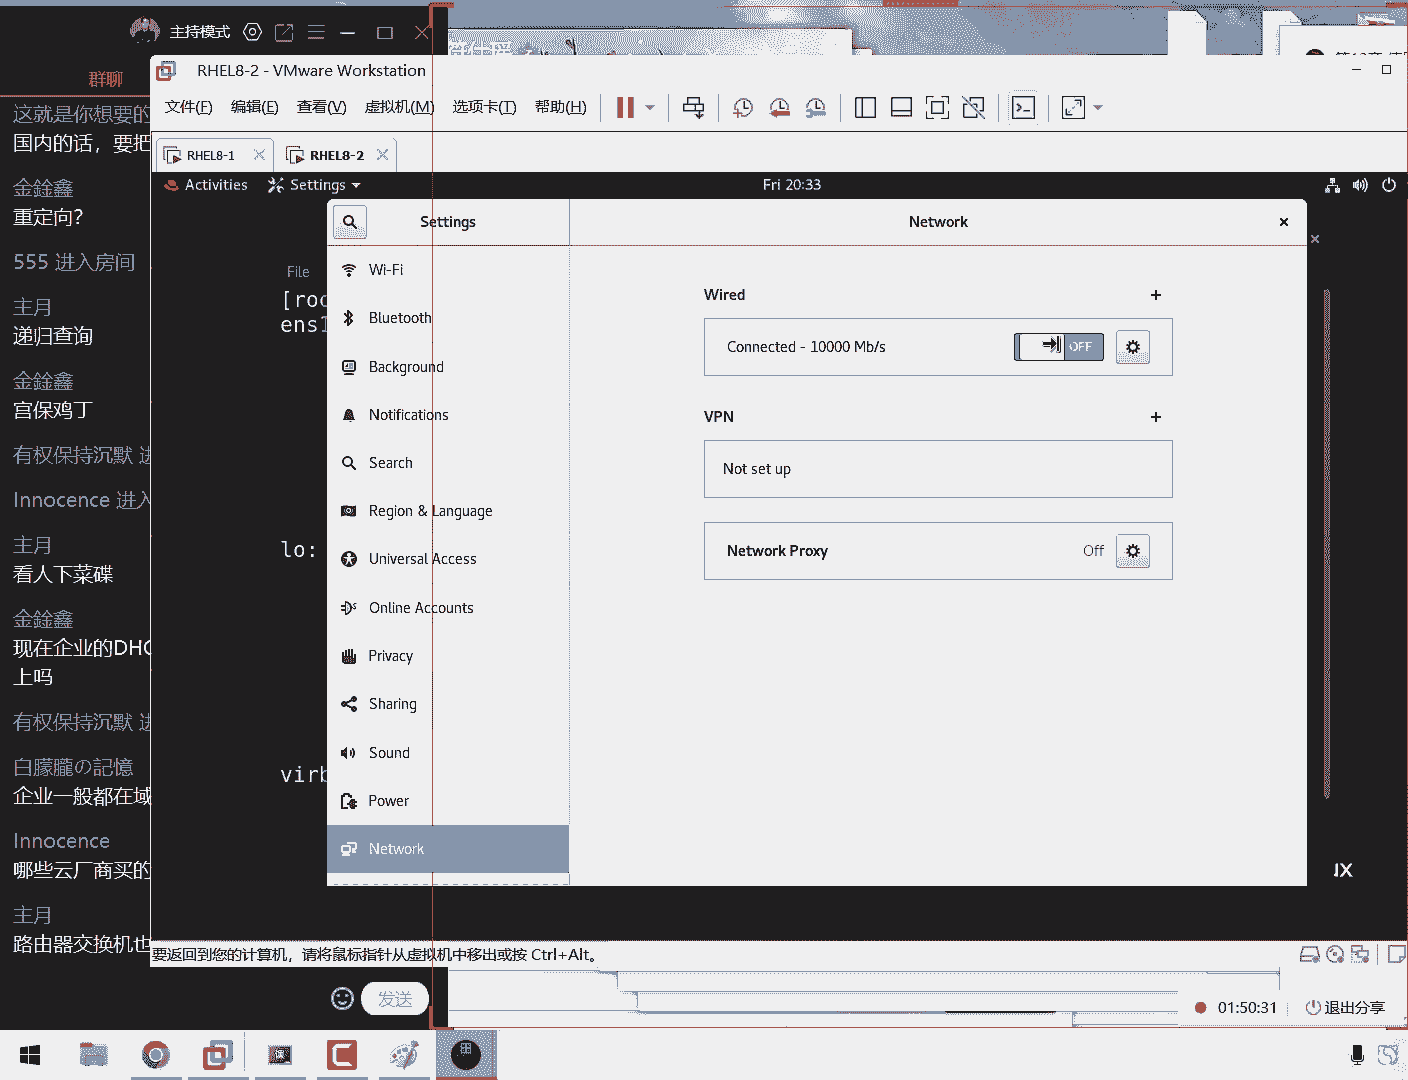 主持模式
群聊
这就是你想要的
国内的话，要把
金銓鑫
重定向?
555 进入房间
主月
递归查询
金銓鑫
宫保鸡丁
有权保持沉默 进
Innocence 进入
主月
看人下菜碟
金銓鑫
现在企业的DHC
上吗
有权保持沉默 进
白朦朧の記憶
企业一般都在域
Innocence
哪些云厂商买的
主月
路由器交换机也
发送
RHEL8-2 - VMware Workstation
文件(F) 编辑(E) 查看(V) 虚拟机(M) 选项卡(T) 帮助(H)
RHEL8-1 RHEL8-2
Activities Settings Fri 20:33
Settings Network
File
[roo
ens1
lo:
virb
Wi-Fi
Bluetooth
Background
Notifications
Search
Region & Language
Universal Access
Online Accounts
Privacy
Sharing
Sound
Power
Network
Wired
Connected - 10000 Mb/s OFF
VPN
Not set up
Network Proxy Off
UX
要返回到您的计算机，请将鼠标指针从虚拟机中移出或按 Ctrl+Alt。
01:50:31 退出分享